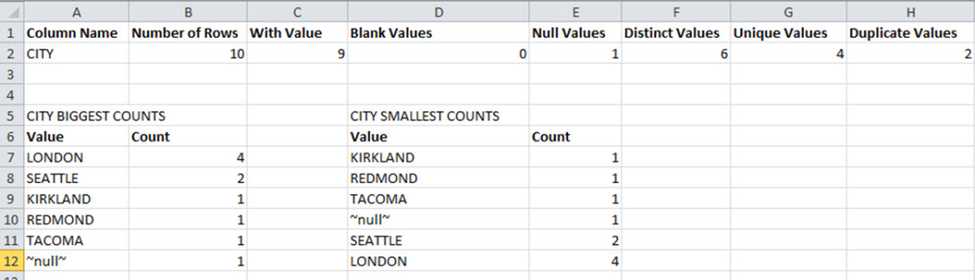 A B C D E F G H
1 Column Name Number of Rows With Value Blank Values Null Values Distinct Values Unique Values Duplicate Values
2 CITY 10 9 0 1 6 4 2
3
4
5 CITY BIGGEST COUNTS CITY SMALLEST COUNTS
6 Value Count Value Count
7 LONDON 4 KIRKLAND 1
8 SEATTLE 2 REDMOND 1
9 KIRKLAND 1 TACOMA 1
10 REDMOND 1 ~null~ 1
11 TACOMA 1 SEATTLE 2
12 ~null~ 1 LONDON 4